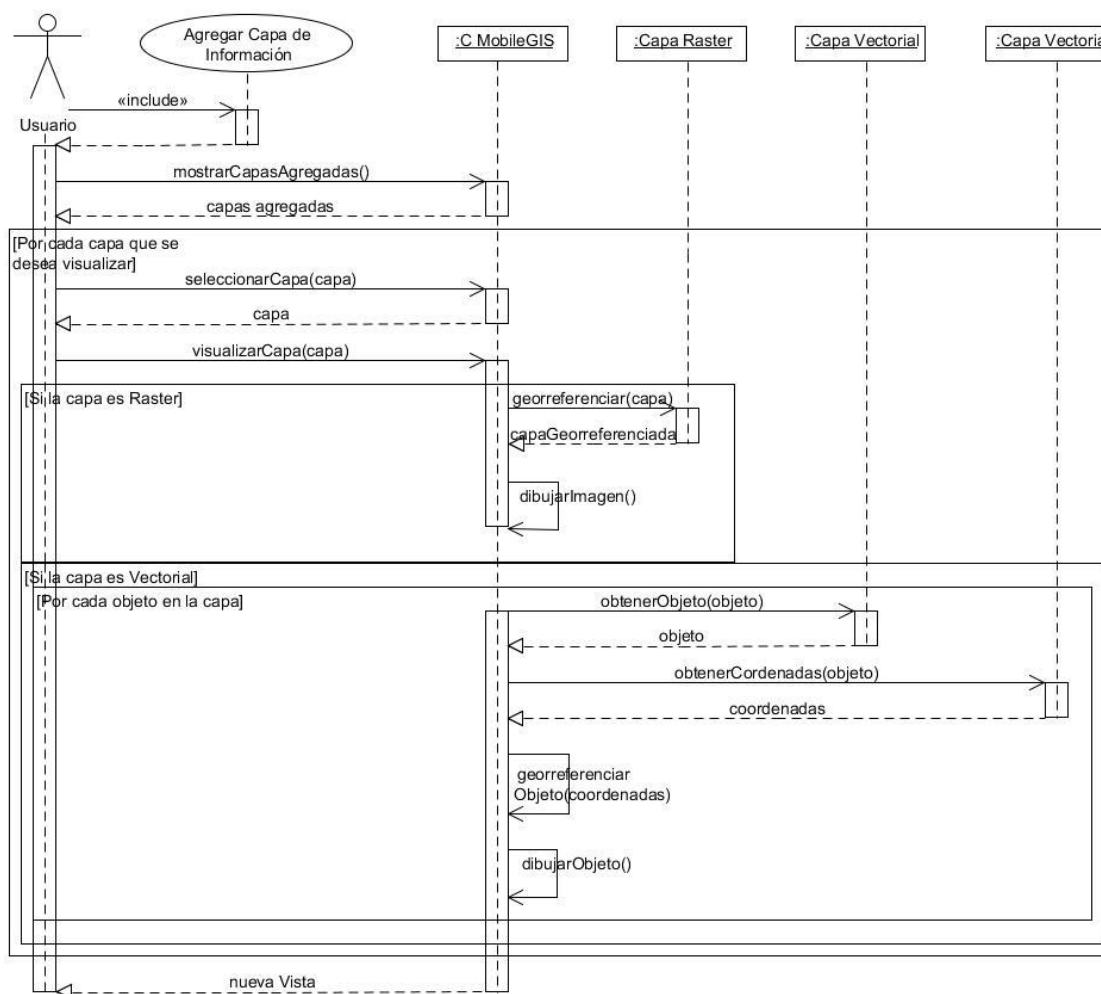 Agregar Capa de
Información
:C MobileGIS
:Capa Raster
:Capa Vectorial
:Capa Vectoria
«include»
Usuario
mostrarCapasAgregadas()
capas agregadas
[Por cada capa que se
desea visualizar]
seleccionarCapa(capa)
capa
visualizarCapa(capa)
[Si la capa es Raster]
georreferenciar(capa)
capaGeorreferenciada
dibujarImagen()
[Si la capa es Vectorial]
[Por cada objeto en la capa]
obtenerObjeto(objeto)
objeto
obtenerCordenadas(objeto)
coordenadas
georreferenciar
Objeto(coordenadas)
dibujarObjeto()
nueva Vista